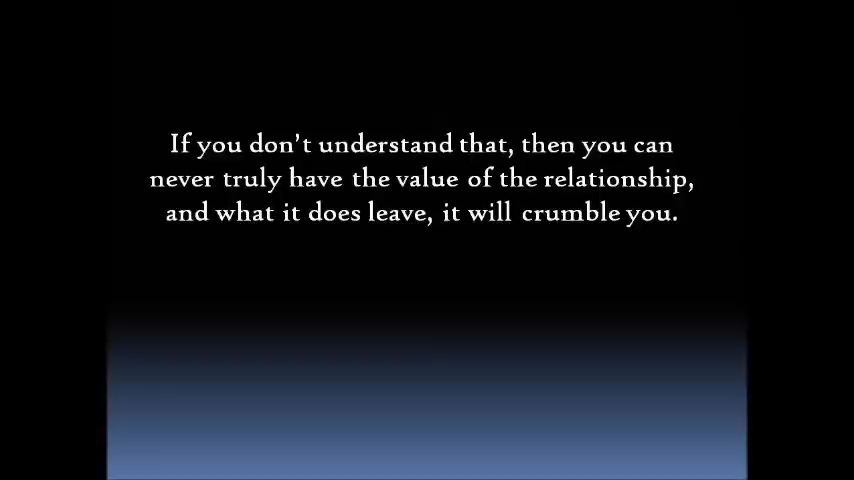 If you don't understand that, then you can
never truly have the value of the relationship,
and what it does leave, it will crumble you.